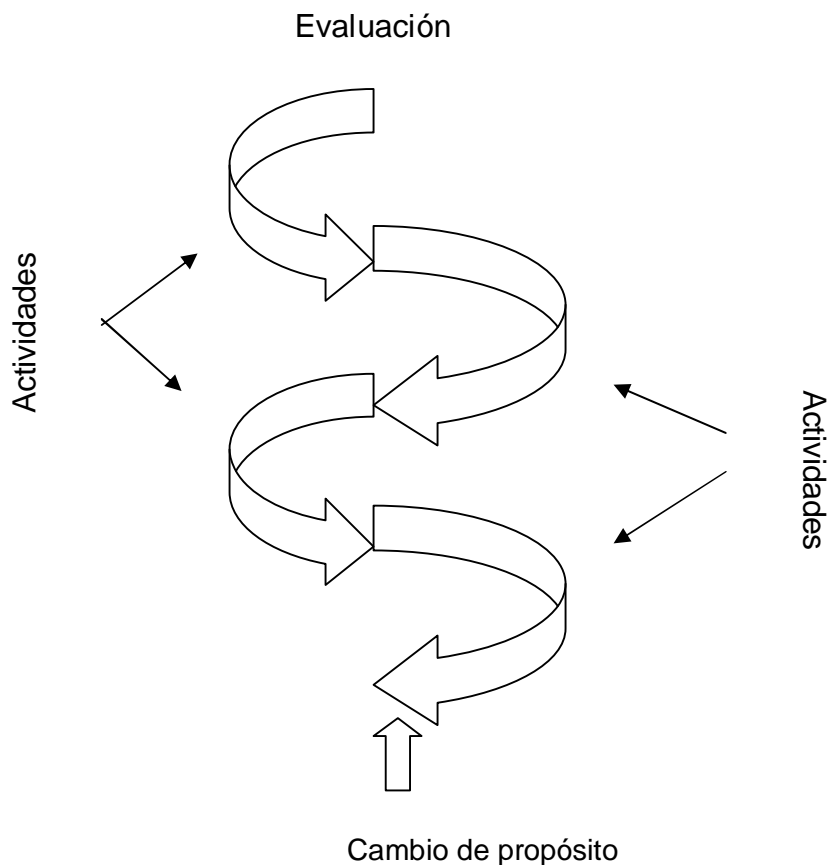 Evaluación
Actividades
Actividades
Cambio de propósito